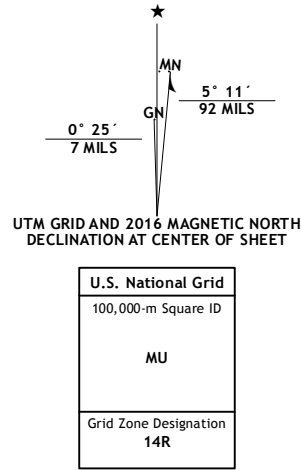 ★
MN
5° 11´
92 MILS
GN
0° 25´
7 MILS
UTM GRID AND 2016 MAGNETIC NORTH
DECLINATION AT CENTER OF SHEET
U.S. National Grid
100,000-m Square ID
MU
Grid Zone Designation
14R